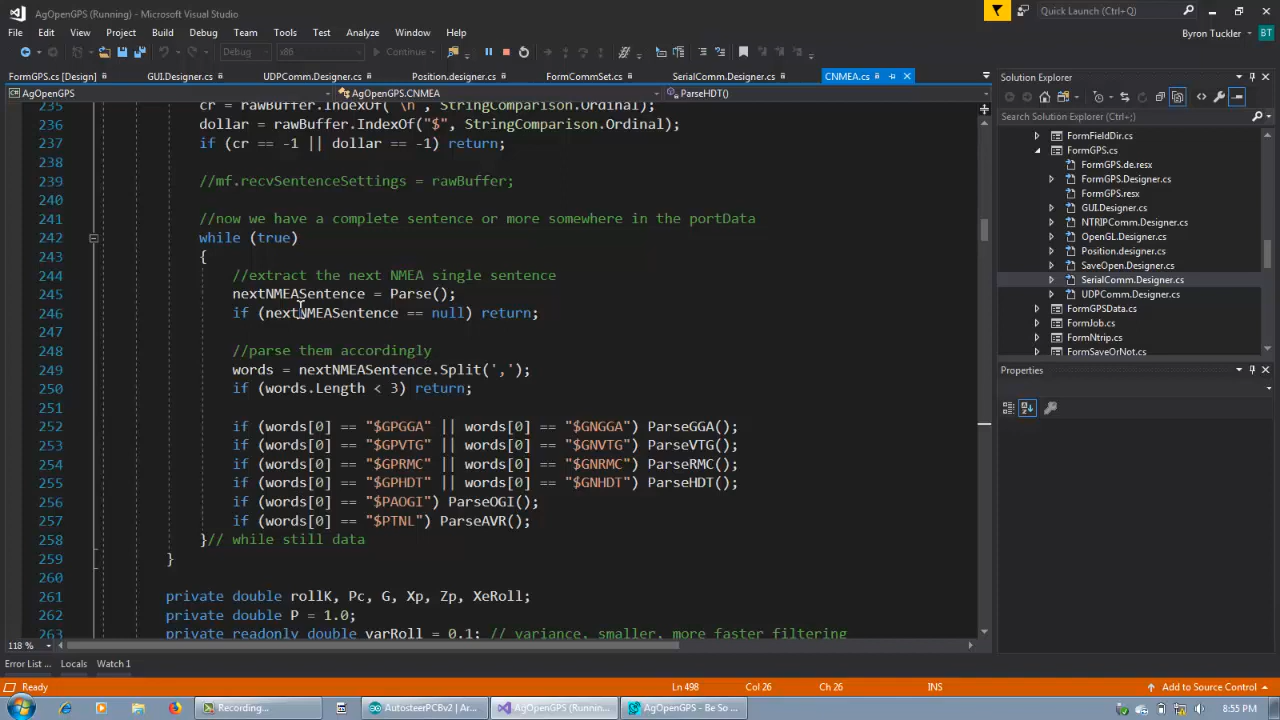 AgOpenGPS (Running) - Microsoft Visual Studio
Quick Launch (Ctrl+Q)
File Edit View Project Build Debug Team Tools Test Analyze Window Help
Byron Tuckler BT
Debug x86 Continue
FormGPS.cs [Design] GUI.Designer.cs UDPComm.Designer.cs Position.designer.cs FormCommSet.cs SerialComm.Designer.cs CNMEA.cs
Solution Explorer
AgOpenGPS AgOpenGPS.CNMEA ParseHDT()
Search Solution Explorer (Ctrl+;)
235 cr = rawBuffer.IndexOf("\n", StringComparison.Ordinal);
236 dollar = rawBuffer.IndexOf("$", StringComparison.Ordinal);
237 if (cr == -1 || dollar == -1) return;
238
239 //mf.recvSentenceSettings = rawBuffer;
240
241 //now we have a complete sentence or more somewhere in the portData
242 while (true)
243 {
244 //extract the next NMEA single sentence
245 nextNMEASentence = Parse();
246 if (nextNMEASentence == null) return;
247
248 //parse them accordingly
249 words = nextNMEASentence.Split(',');
250 if (words.Length < 3) return;
251
252 if (words[0] == "$GPGGA" || words[0] == "$GNGGA") ParseGGA();
253 if (words[0] == "$GPVTG" || words[0] == "$GNVTG") ParseVTG();
254 if (words[0] == "$GPRMC" || words[0] == "$GNRMC") ParseRMC();
255 if (words[0] == "$GPHDT" || words[0] == "$GNHDT") ParseHDT();
256 if (words[0] == "$PAOGI") ParseOGI();
257 if (words[0] == "$PTNL") ParseAVR();
258 }// while still data
259 }
260
261 private double rollK, Pc, G, Xp, Zp, XeRoll;
262 private double P = 1.0;
263 private readonly double varRoll = 0.1; // variance, smaller, more faster filtering
FormFieldDir.cs
FormGPS.cs
FormGPS.de.resx
FormGPS.Designer.cs
FormGPS.resx
GUI.Designer.cs
NTRIPComm.Designer.cs
OpenGL.Designer.cs
Position.designer.cs
SaveOpen.Designer.cs
SerialComm.Designer.cs
UDPComm.Designer.cs
FormGPSData.cs
FormJob.cs
FormNtrip.cs
FormSaveOrNot.cs
Properties
118 %
Error List ... Locals Watch 1
Ready Ln 498 Col 26 Ch 26 INS Add to Source Control
Recording... AutosteerPCBv2 | Ar... AgOpenGPS (Runnin... AgOpenGPS - Be So ... 8:55 PM